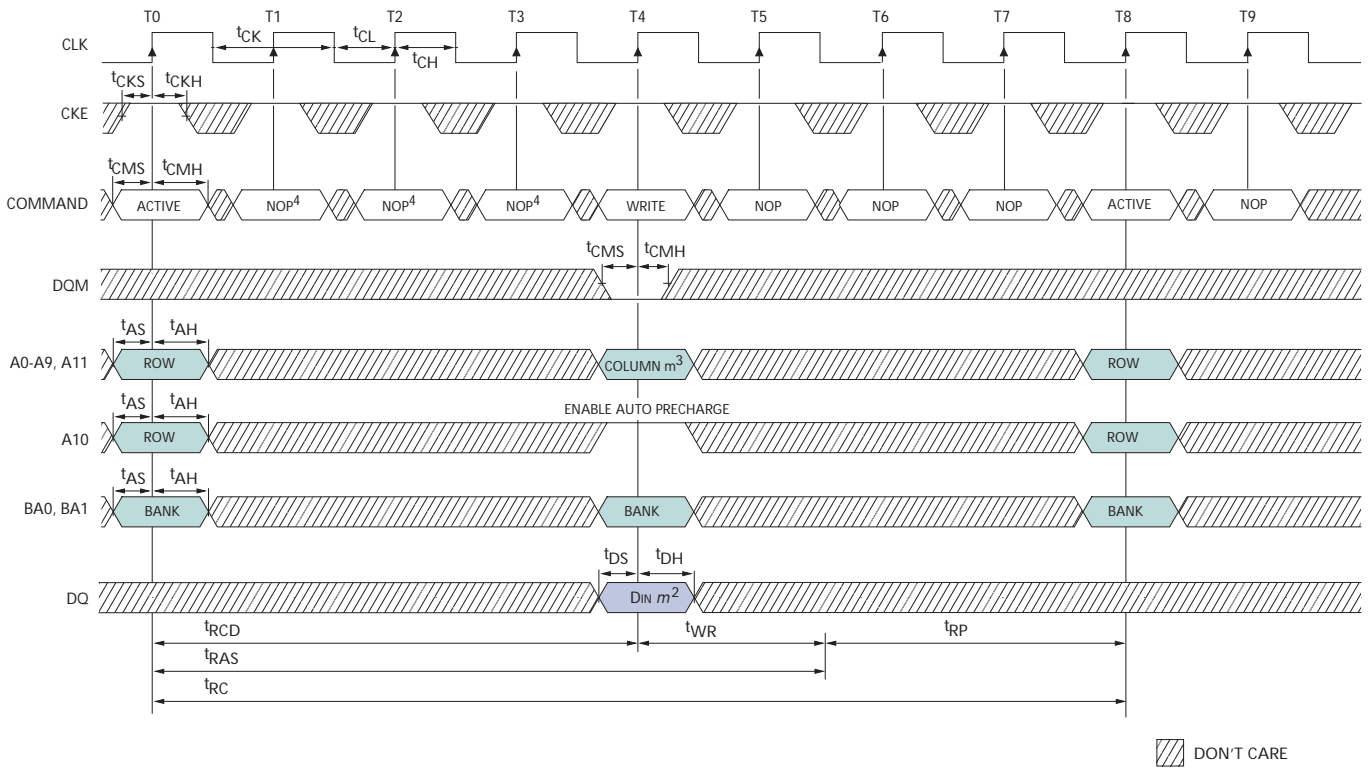 T0 T1 T2 T3 T4 T5 T6 T7 T8 T9
tCK tCL
CLK
tCH
tCKS tCKH
CKE
tCMS tCMH
COMMAND ACTIVE NOP4 NOP4 NOP4 WRITE NOP NOP NOP ACTIVE NOP
tCMS tCMH
DQM
tAS tAH
A0-A9, A11 ROW COLUMN m3 ROW
tAS tAH ENABLE AUTO PRECHARGE
A10 ROW ROW
tAS tAH
BA0, BA1 BANK BANK BANK
tDS tDH
DQ DIN m2
tRCD tWR tRP
tRAS
tRC
DON'T CARE